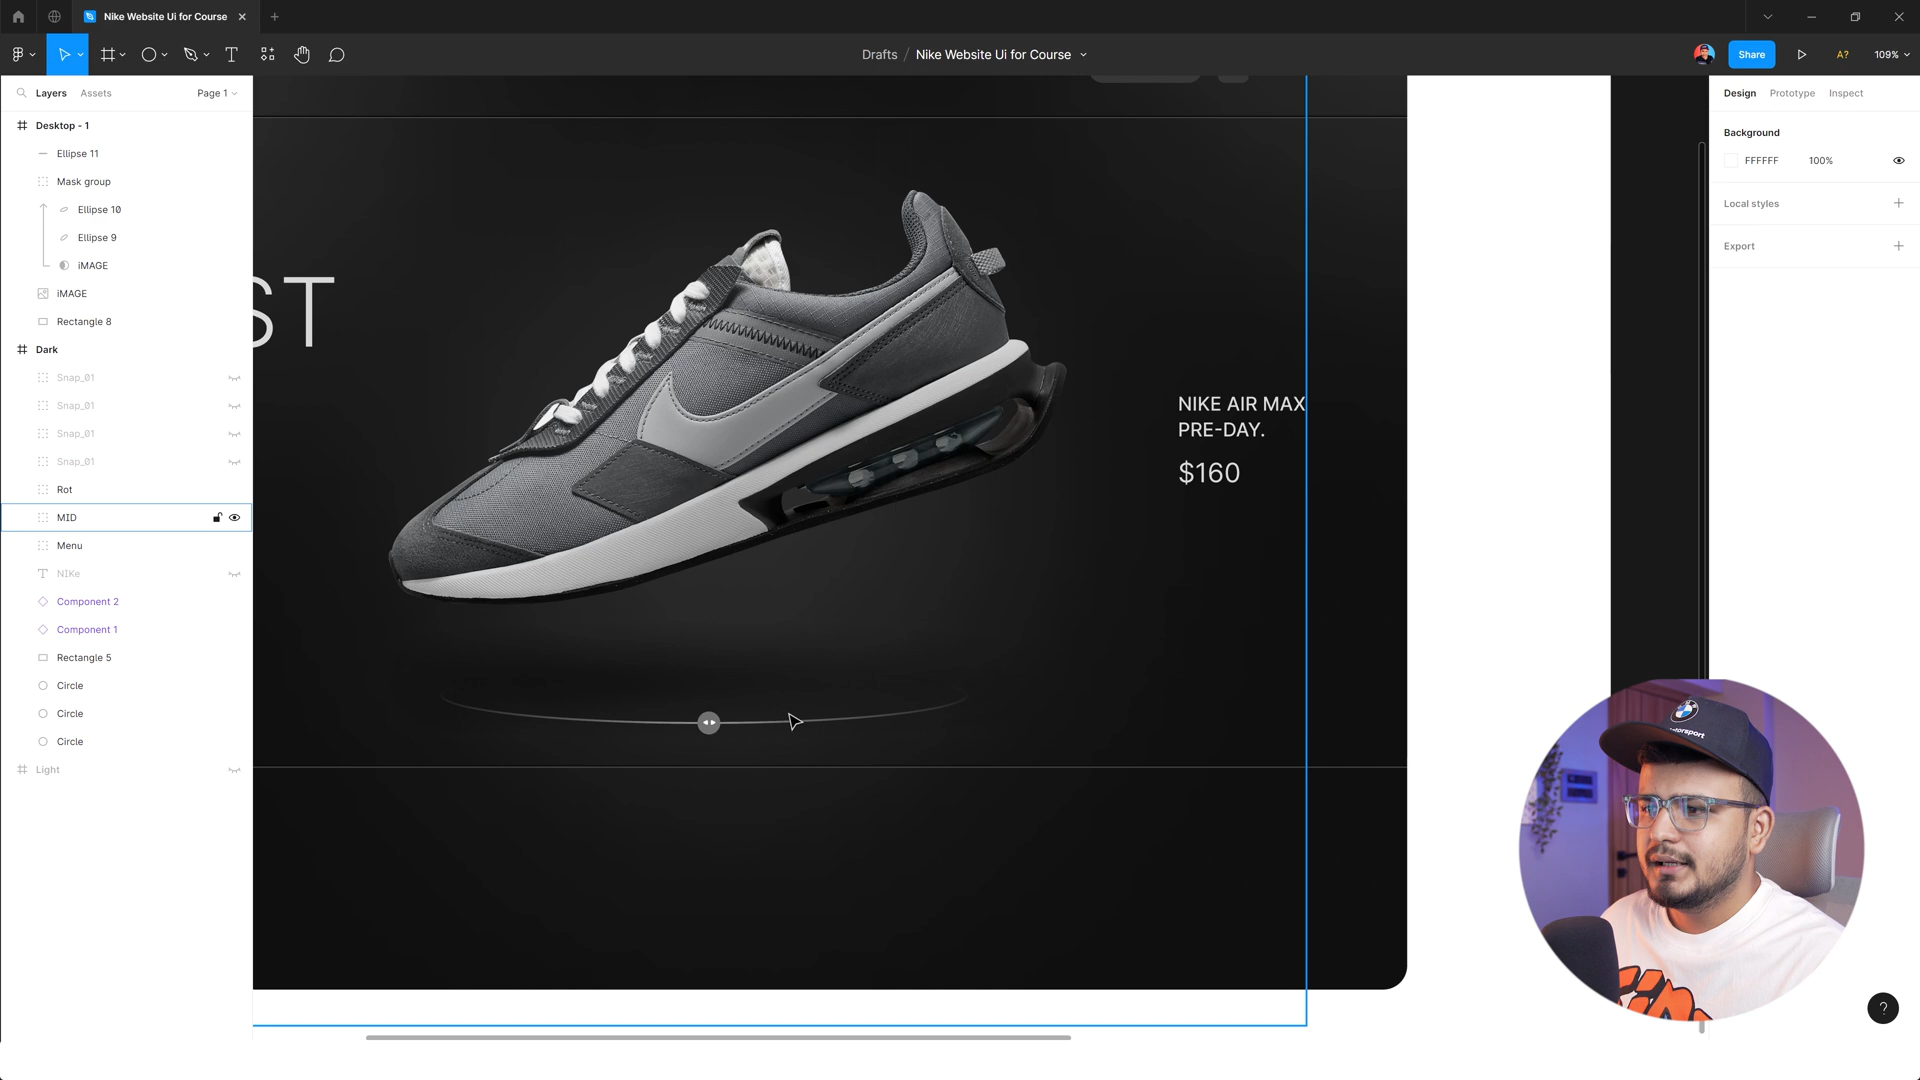 Nike Website Ui for Course
Drafts / Nike Website Ui for Course
Share
A?
109%
Layers
Assets
Page 1
Desktop - 1
Ellipse 11
Mask group
Ellipse 10
Ellipse 9
iMAGE
iMAGE
Rectangle 8
Dark
Snap_01
Snap_01
Snap_01
Snap_01
Rot
MID
Menu
NIKe
Component 2
Component 1
Rectangle 5
Circle
Circle
Circle
Light
ST
NIKE AIR MAX
PRE-DAY.
$160
Design
Prototype
Inspect
Background
FFFFFF
100%
Local styles
Export
?